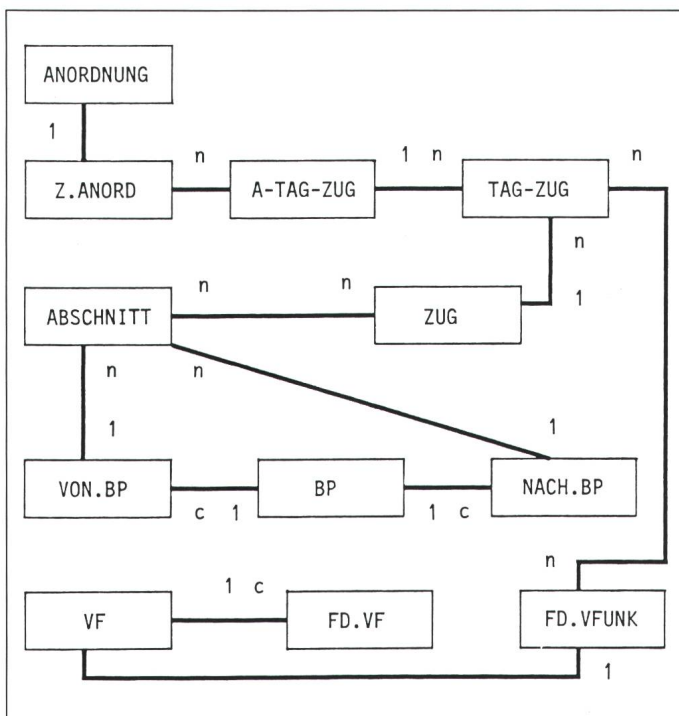 ANORDNUNG
1
n 1 n n
Z.ANORD A-TAG-ZUG TAG-ZUG
n
n n 1
ABSCHNITT ZUG
n n
1 1
VON.BP BP NACH.BP
c 1 1 c
n
1 c
VF FD.VF FD.VFUNK
1